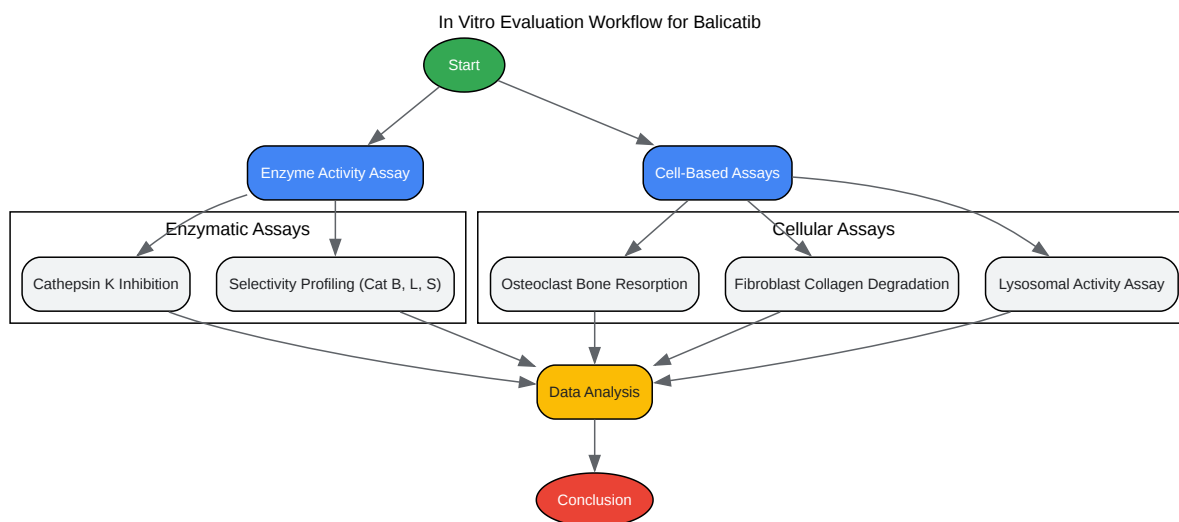 In Vitro Evaluation Workflow for Balicatib
Start
Enzyme Activity Assay
Cell-Based Assays
Enzymatic Assays
Cellular Assays
Cathepsin K Inhibition
Selectivity Profiling (Cat B, L, S)
Osteoclast Bone Resorption
Fibroblast Collagen Degradation
Lysosomal Activity Assay
Data Analysis
Conclusion